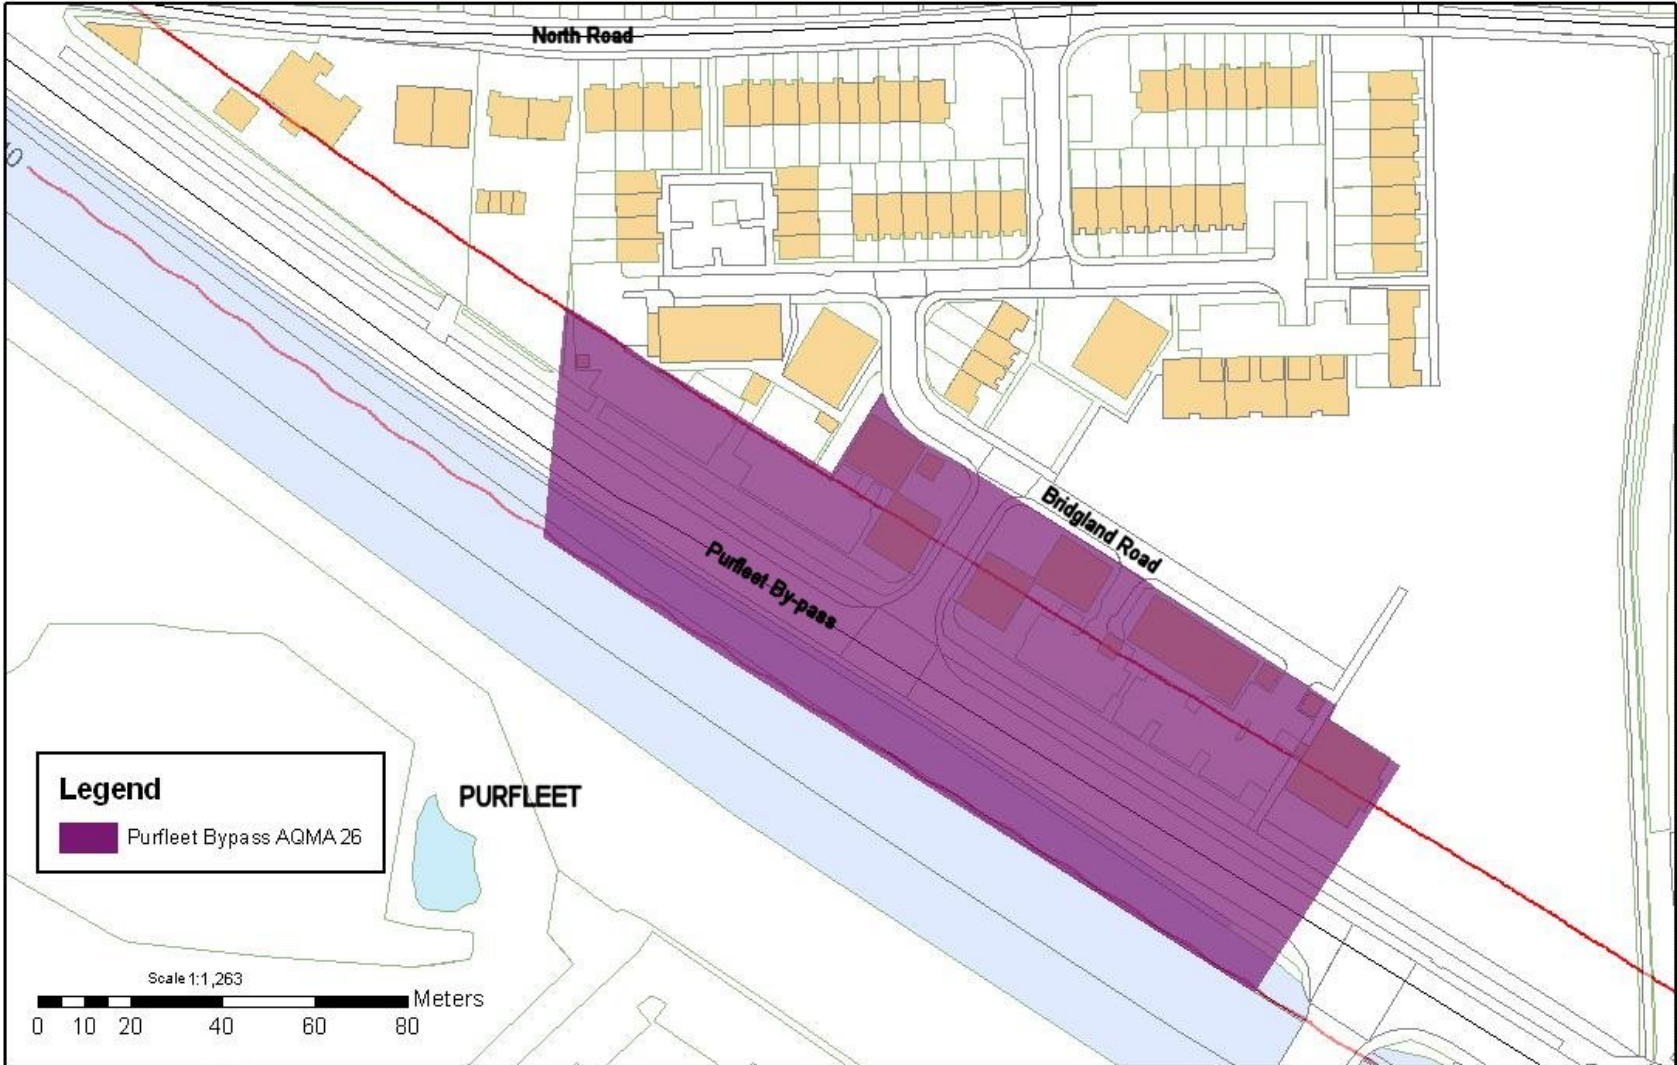 North Road
Bridgland Road
Purfleet By-pass
PURFLEET
Legend
Purfleet Bypass AQMA 26
Scale 1:1,263
Meters
0 10 20 40 60 80